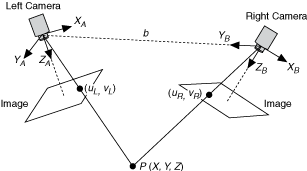 Left Camera
Right Camera
X_A
b
Y_B
Y_A
Z_A
Z_B
X_B
Image
(u_L, v_L)
(u_R, v_R)
Image
P (X, Y, Z)